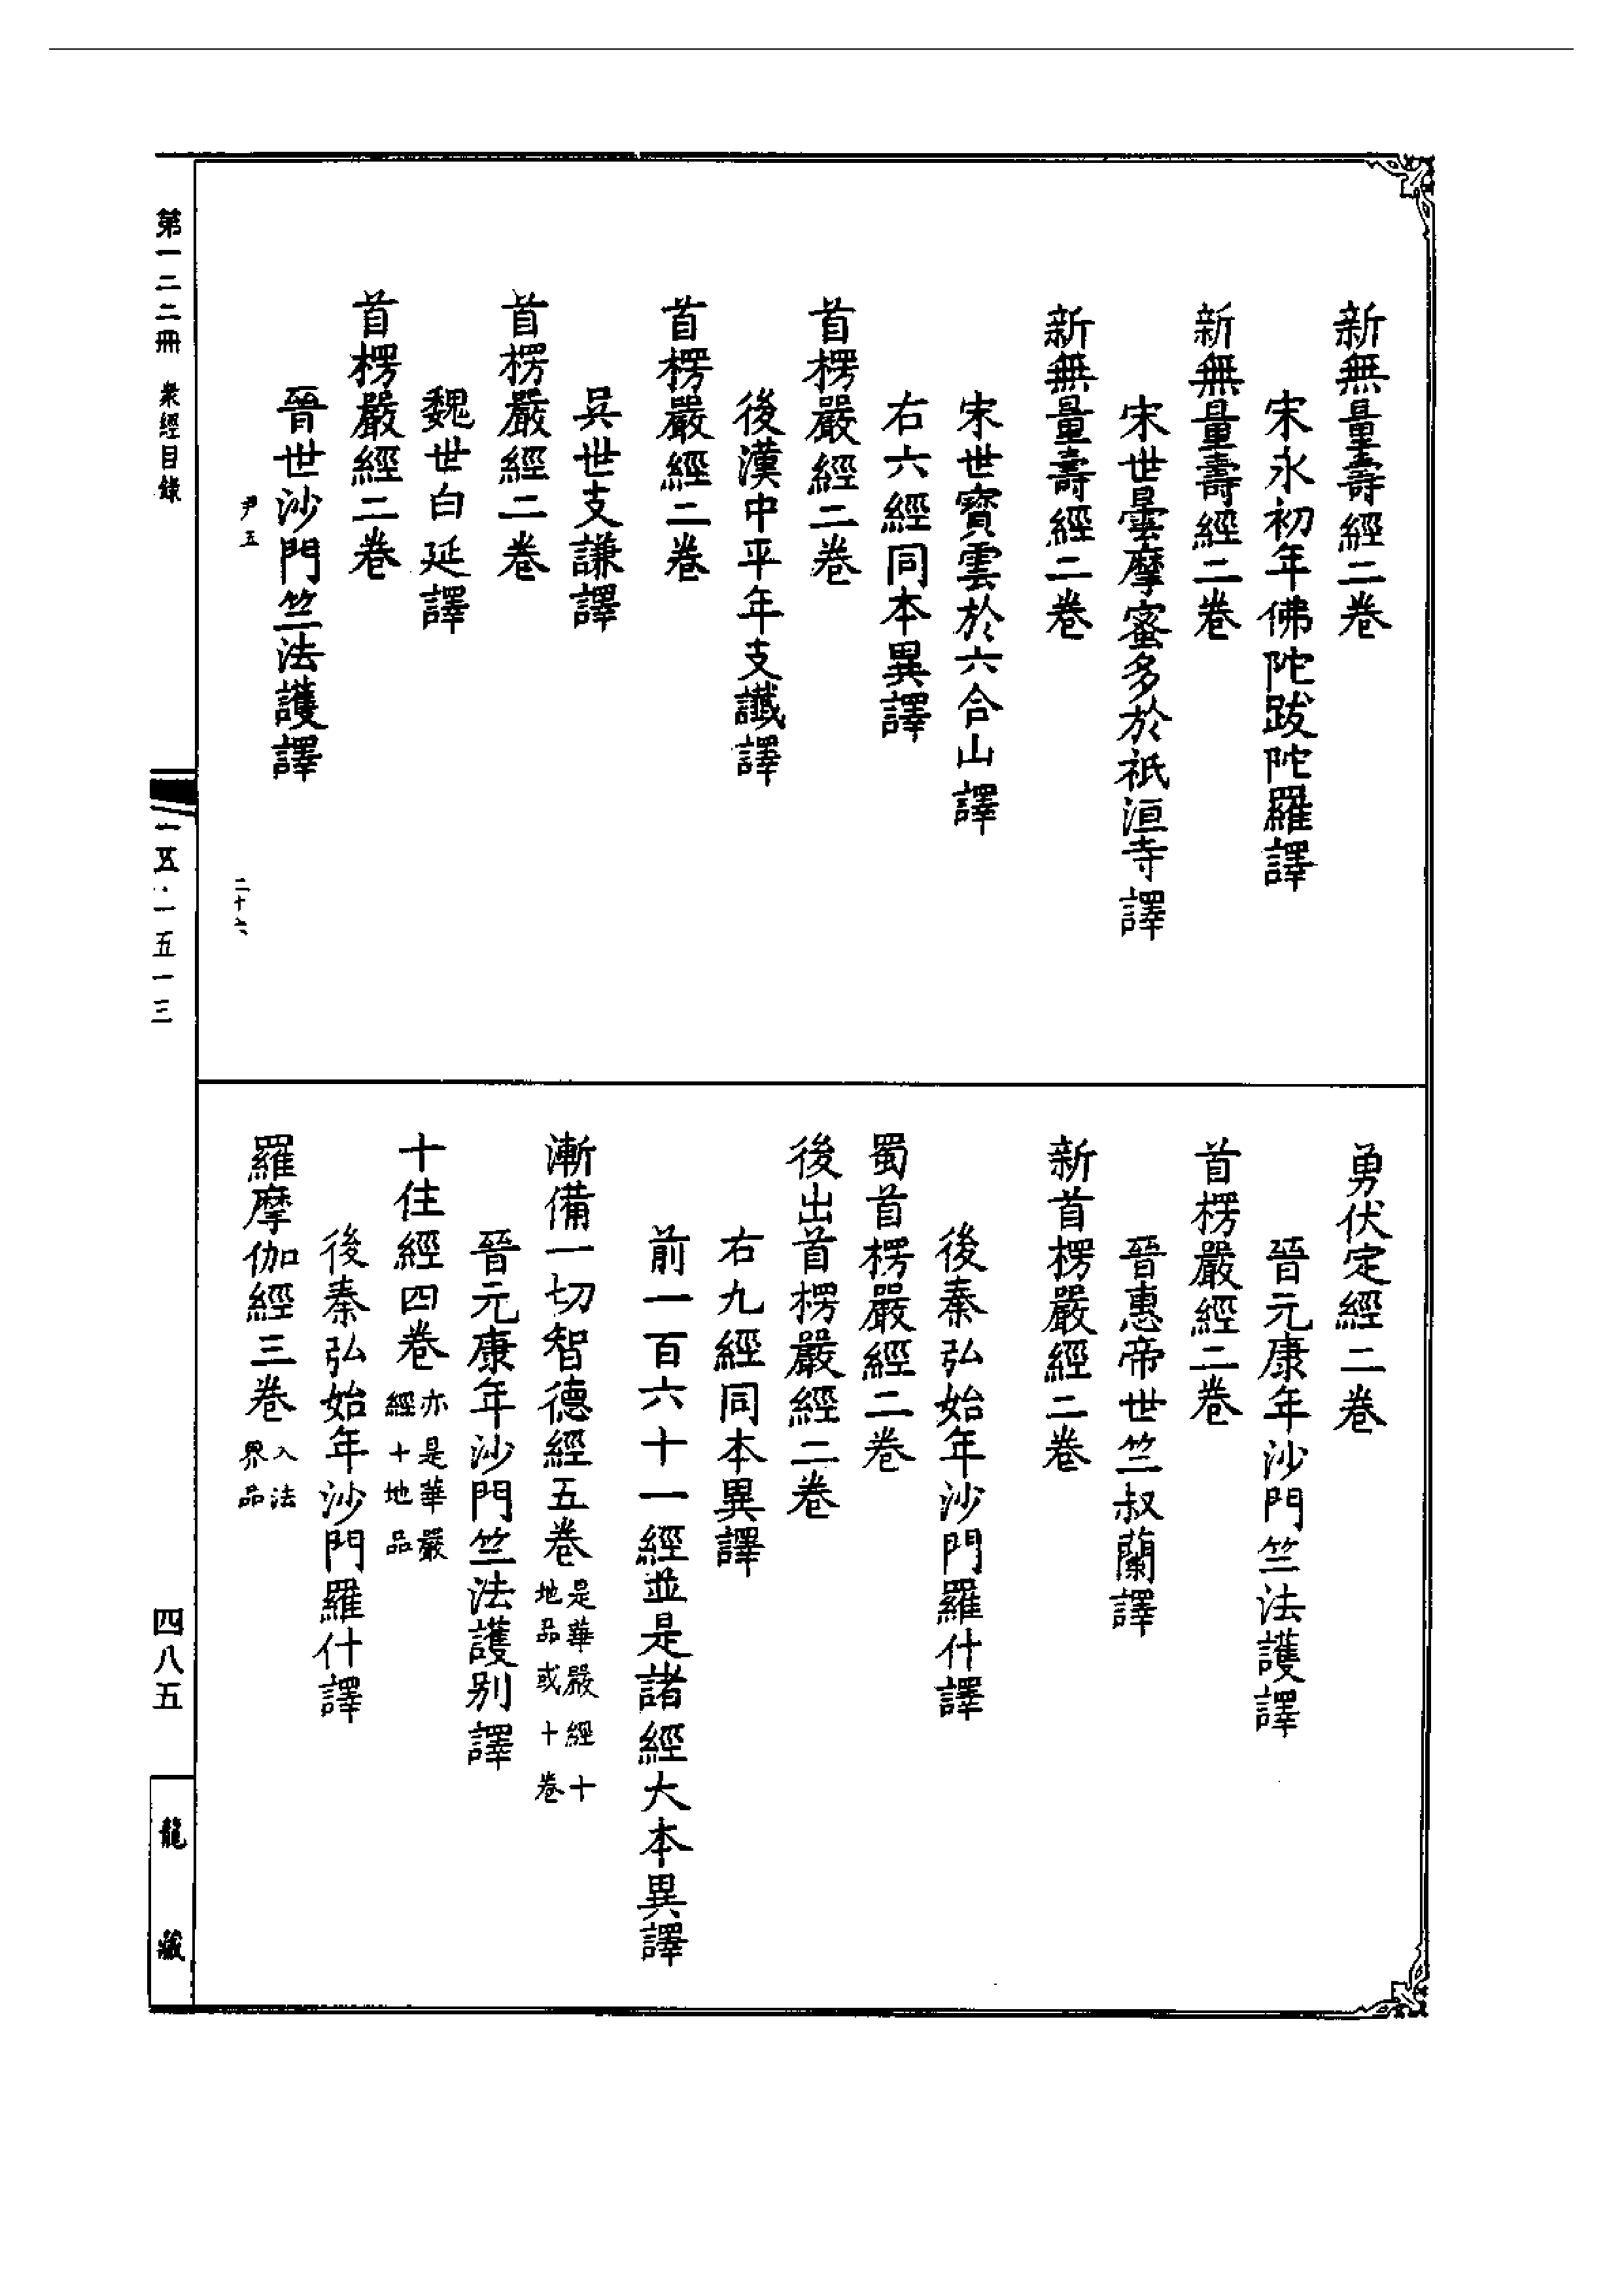 新無量壽經二卷
宋永初年佛陀跋陀羅譯
新無量壽經二卷
宋世曇摩蜜多於祇洹寺譯
新無量壽經二卷
宋世寶雲於六合山譯
右六經同本異譯
首楞嚴經二卷
後漢中平年支讖譯
首楞嚴經二卷
吳世支謙譯
首楞嚴經二卷
魏世白延譯
首楞嚴經二卷
晉世沙門竺法護譯
尹五
二十六
勇伏定經二卷
晉元康年沙門竺法護譯
首楞嚴經二卷
晉惠帝世竺叔蘭譯
新首楞嚴經二卷
後秦弘始年沙門羅什譯
蜀首楞嚴經二卷
後出首楞嚴經二卷
右九經同本異譯
前一百六十一經並是諸經大本異譯
漸備一切智德經五卷是華嚴經十地品或十卷
晉元康年沙門竺法護別譯
十住經四卷亦是華嚴經十地品
後秦弘始年沙門羅什譯
羅摩伽經三卷入法界品
第一二二冊 衆經目錄
一五一三
四八五
龍藏